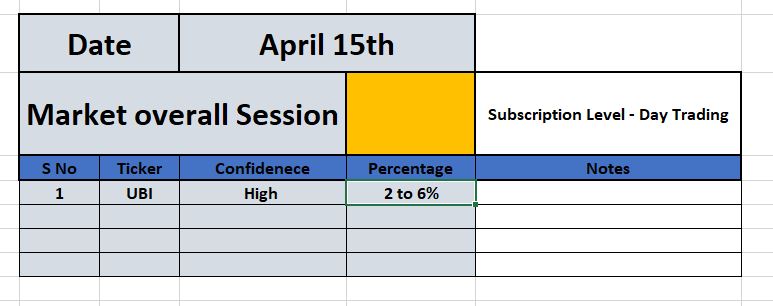 Date April 15th
Market overall Session Subscription Level - Day Trading
S No Ticker Confidenece Percentage Notes
1 UBI High 2 to 6%